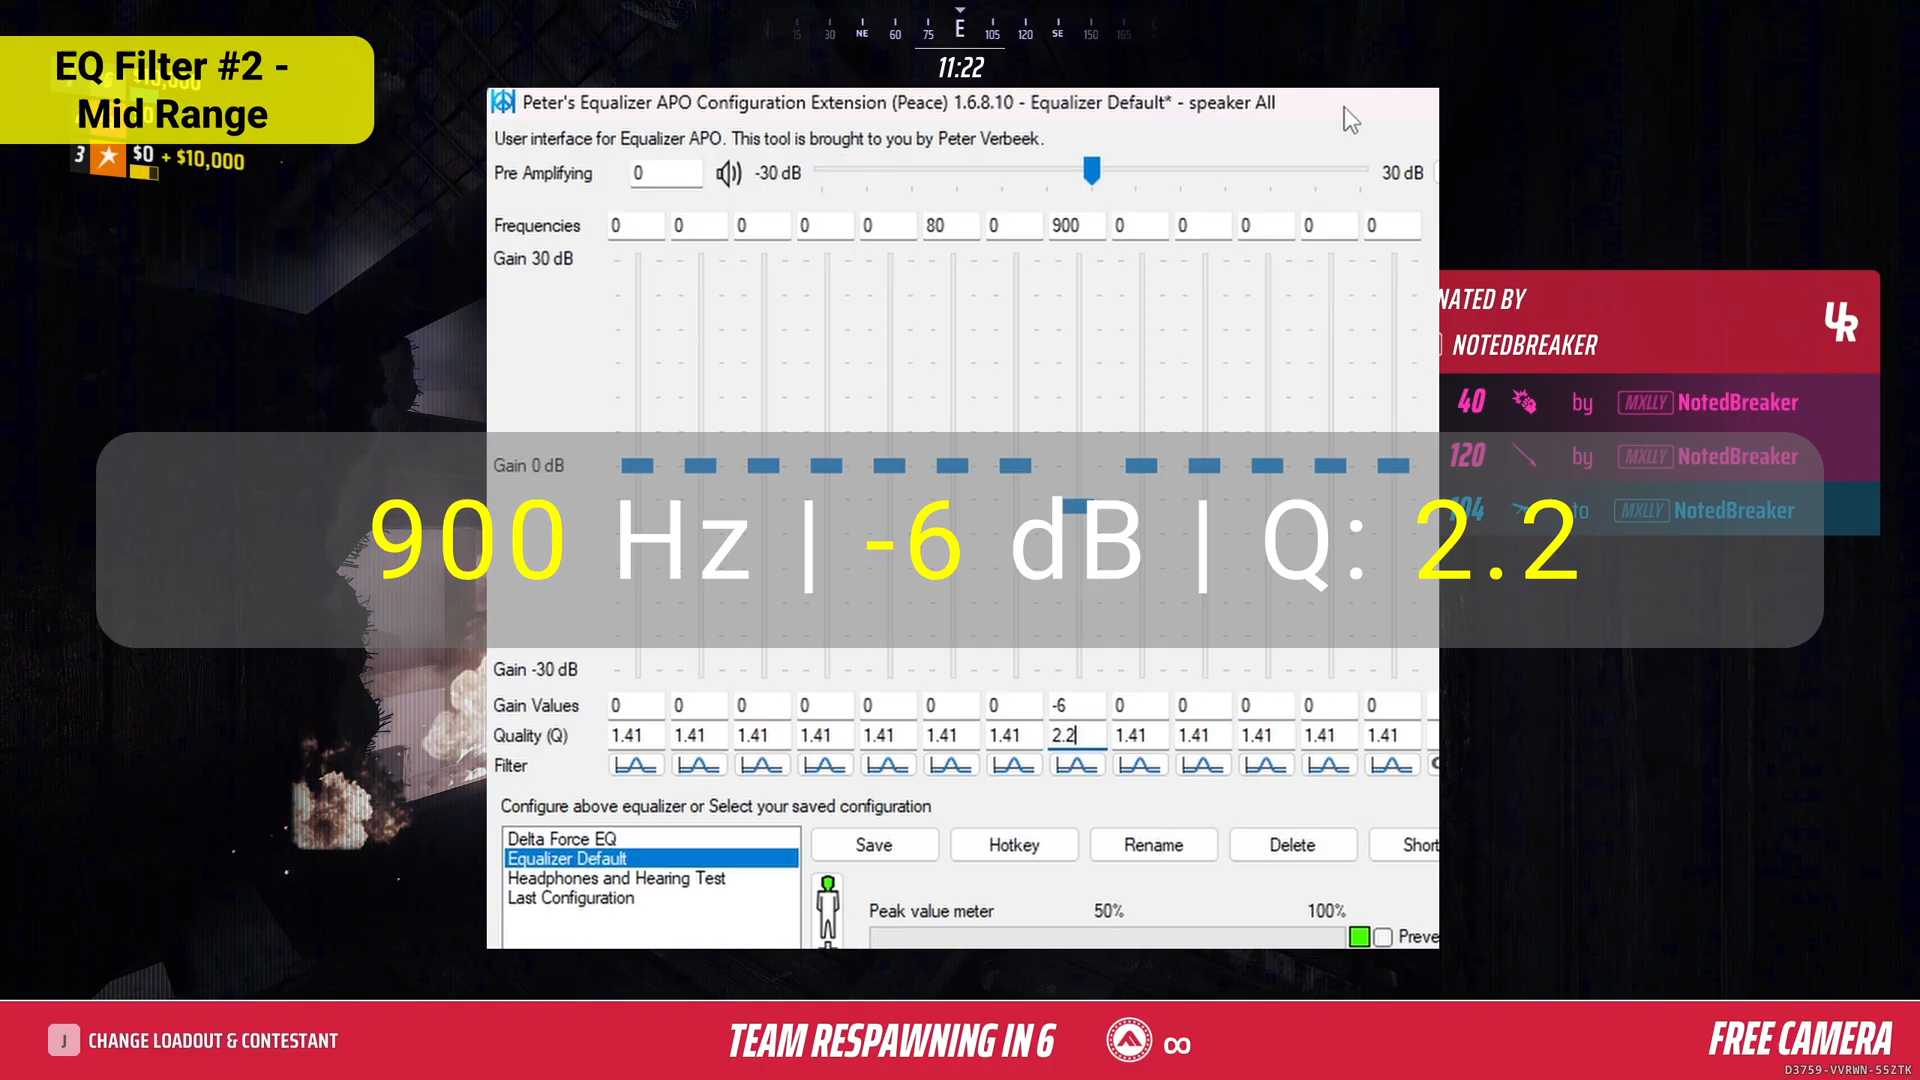 15 30 NE 60 75 E 105 120 SE 150 165
11:22
EQ Filter #2 -
Mid Range
3 $0 + $10,000
Peter's Equalizer APO Configuration Extension (Peace) 1.6.8.10 - Equalizer Default* - speaker All
User interface for Equalizer APO. This tool is brought to you by Peter Verbeek.
Pre Amplifying 0 -30 dB 30 dB
Frequencies 0 0 0 0 0 80 0 900 0 0 0 0 0
Gain 30 dB
NATED BY
NOTEDBREAKER
UR
40 by MXLLY NotedBreaker
120 by MXLLY NotedBreaker
Gain 0 dB
to MXLLY NotedBreaker
900 Hz | -6 dB | Q: 2.2
Gain -30 dB
Gain Values 0 0 0 0 0 0 0 -6 0 0 0 0 0
Quality (Q) 1.41 1.41 1.41 1.41 1.41 1.41 1.41 2.2 1.41 1.41 1.41 1.41 1.41
Filter
Configure above equalizer or Select your saved configuration
Delta Force EQ
Equalizer Default
Headphones and Hearing Test
Last Configuration
Save Hotkey Rename Delete Short
Peak value meter 50% 100%
Preve
J CHANGE LOADOUT & CONTESTANT
TEAM RESPAWNING IN 6 ∞
FREE CAMERA
D3759-VVRWN-55ZTK